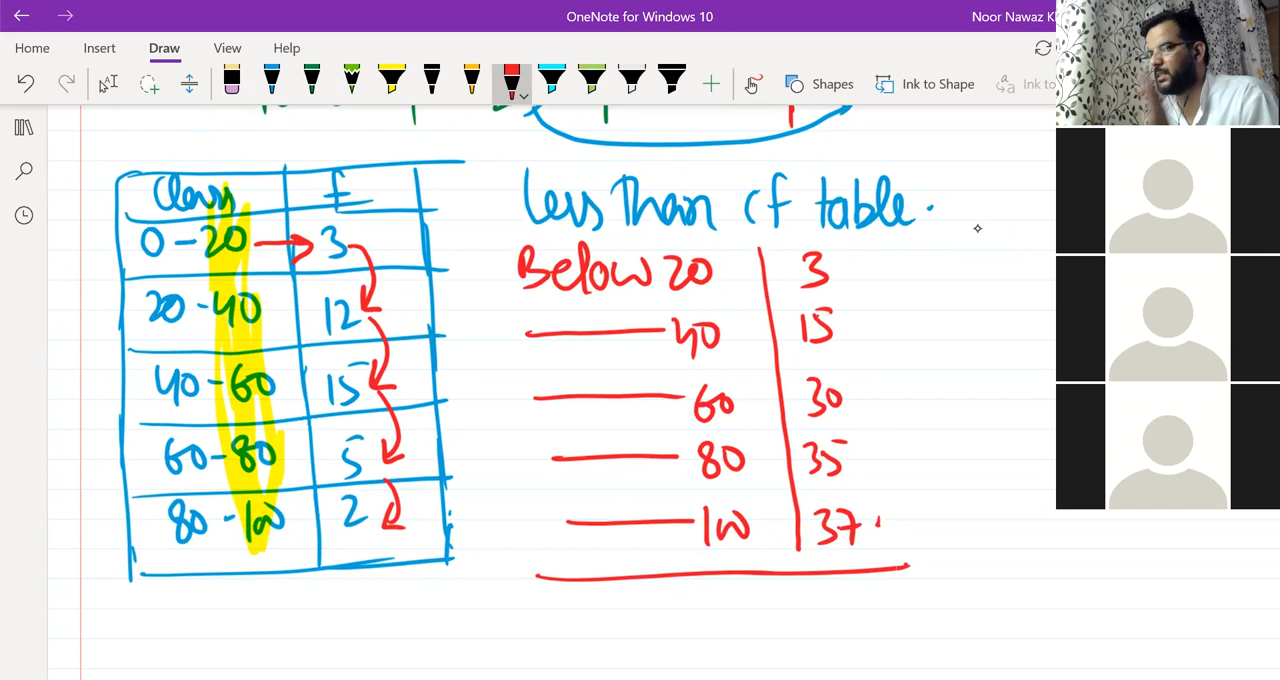 OneNote for Windows 10
Noor Nawaz K
Home Insert Draw View Help
Shapes Ink to Shape Ink to
Class f
0-20 3
20-40 12
40-60 15
60-80 5
80-100 2
Less Than cf table.
Below 20 3
40 15
60 30
80 35
100 37